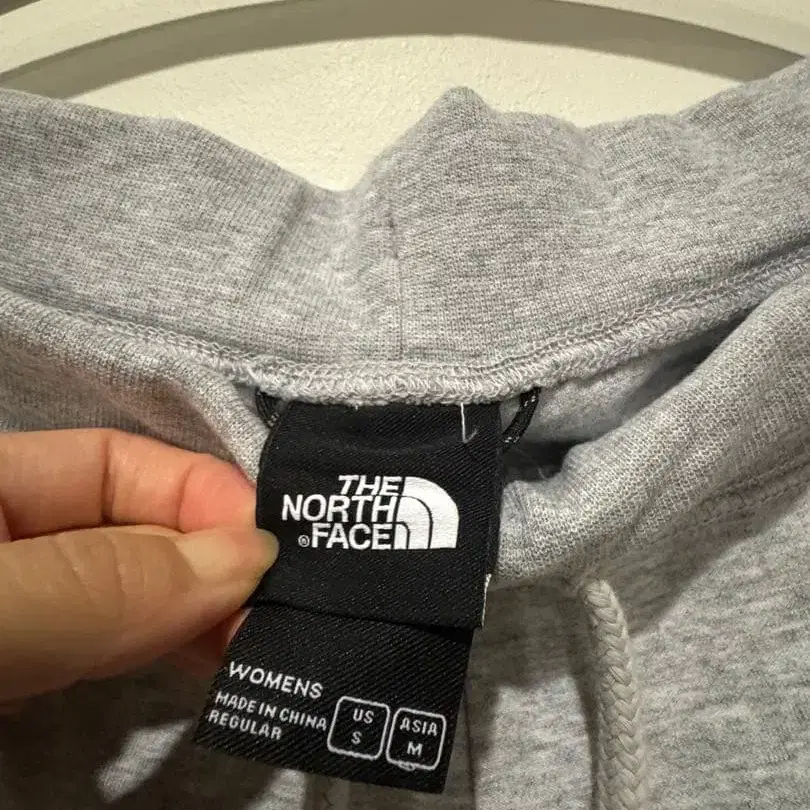 THE
NORTH
® FACE
WOMENS
MADE IN CHINA
REGULAR
US
S
ASIA
M